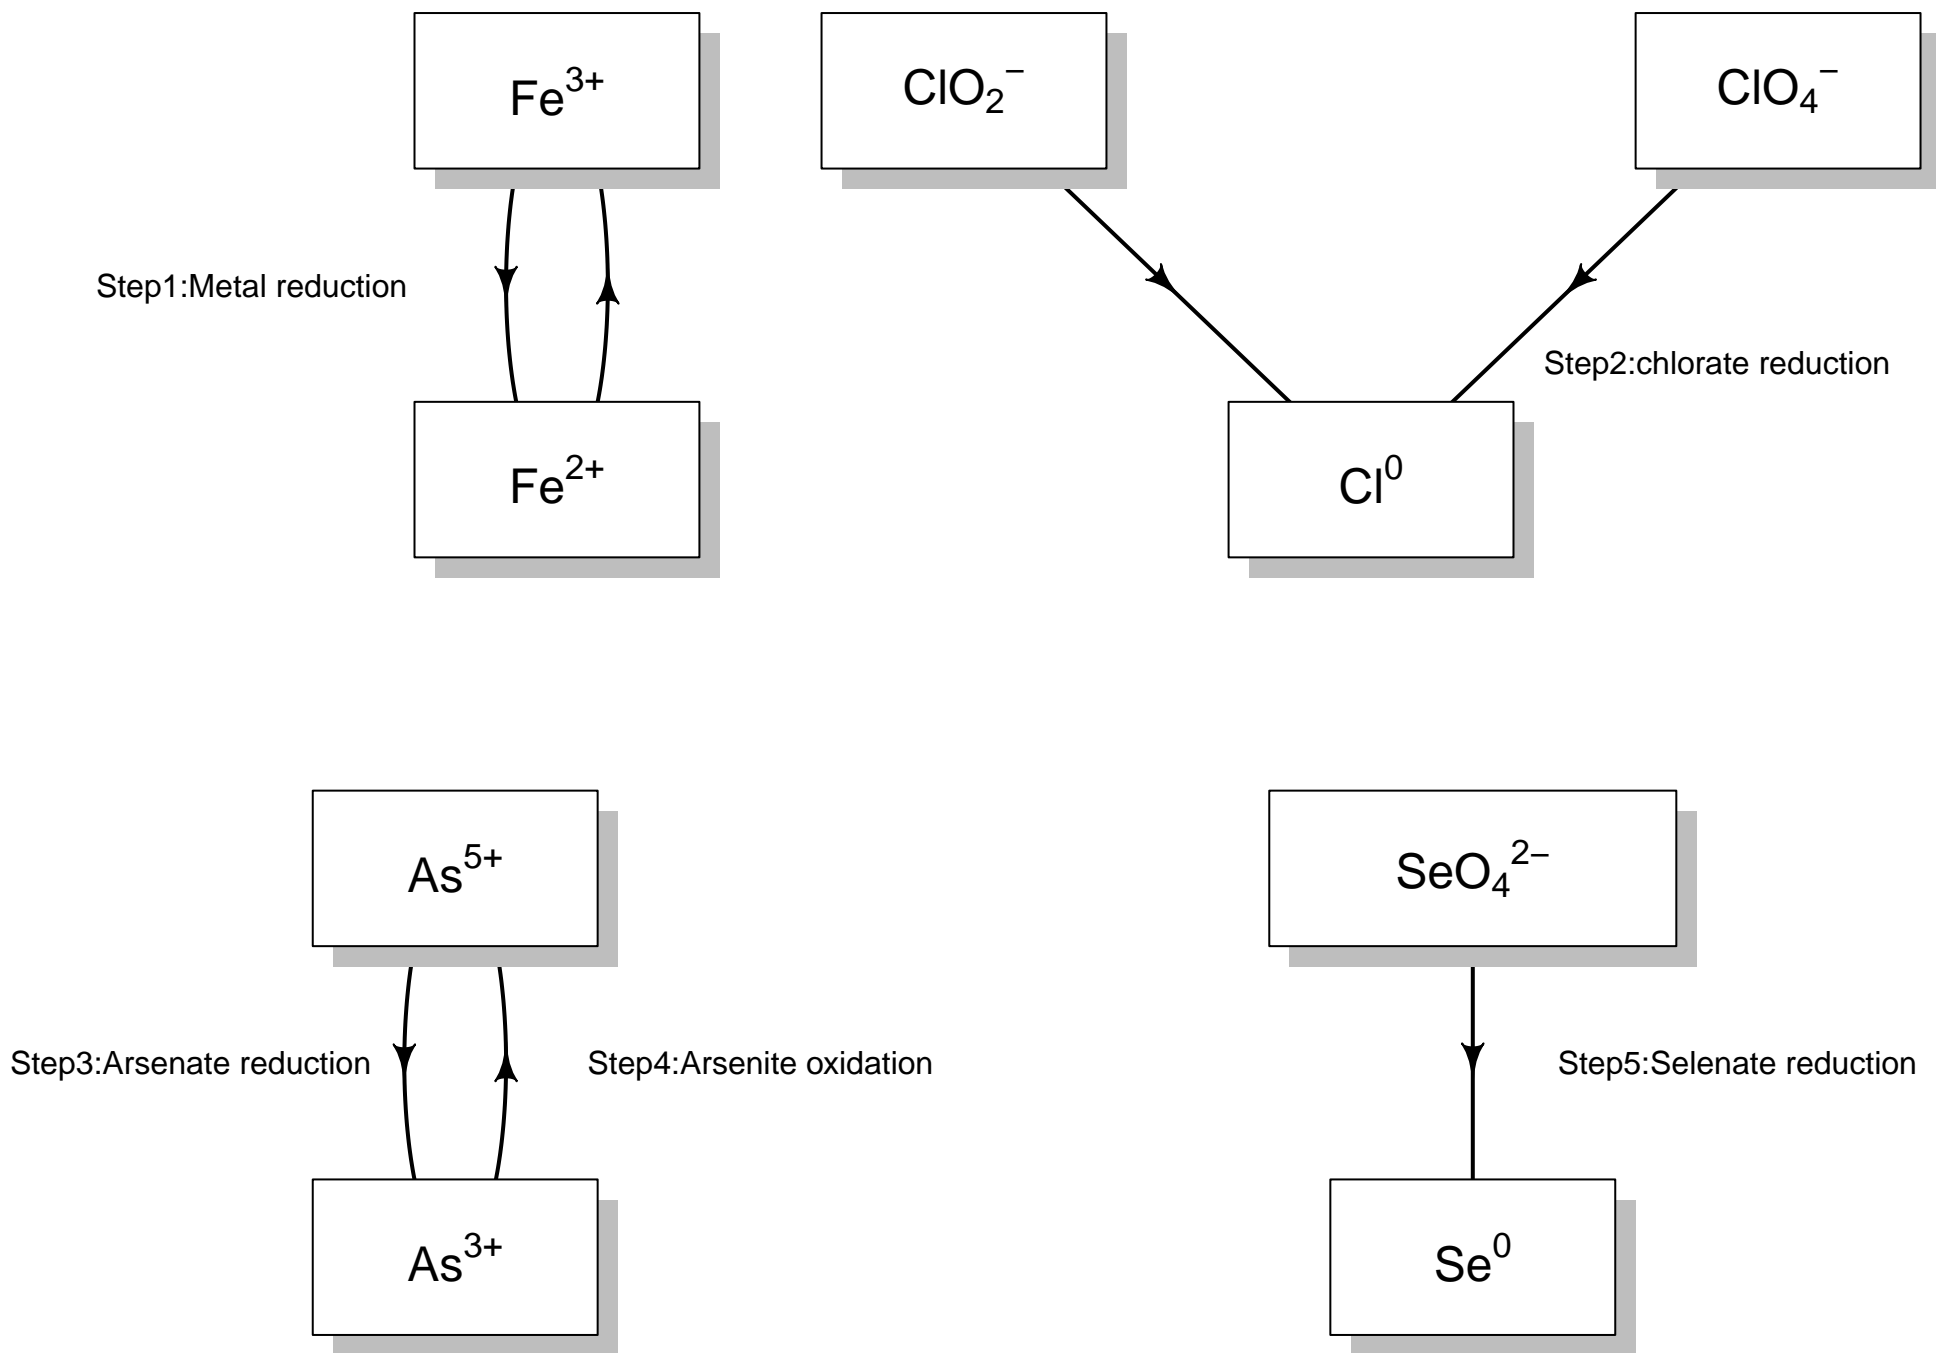 Fe³⁺
ClO₂⁻
ClO₄⁻
Step1:Metal reduction
Step2:chlorate reduction
Fe²⁺
Cl⁰
As⁵⁺
SeO₄²⁻
Step3:Arsenate reduction
Step4:Arsenite oxidation
Step5:Selenate reduction
As³⁺
Se⁰